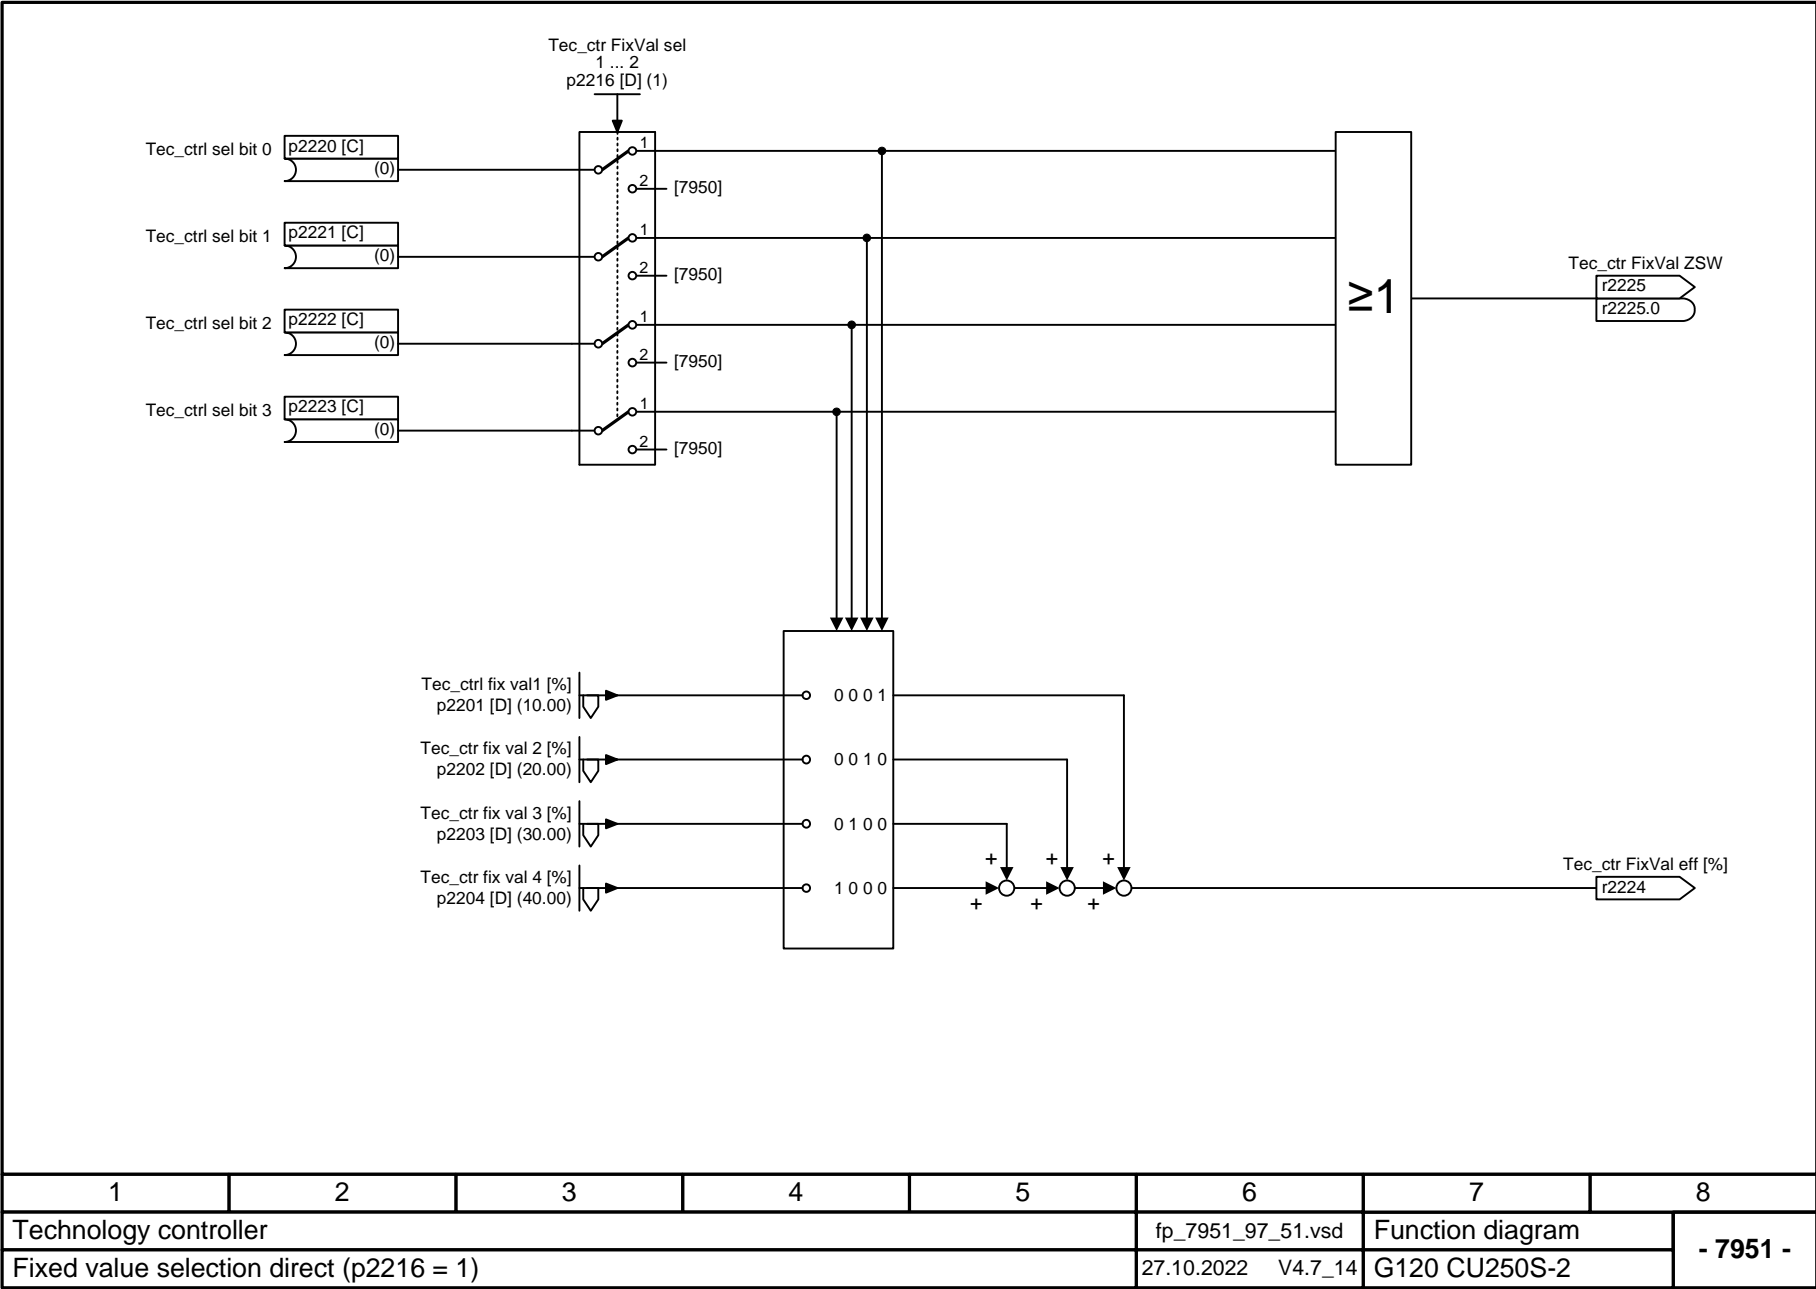 Tec_ctr FixVal sel
1 ... 2
p2216 [D] (1)
Tec_ctrl sel bit 0
p2220 [C]
(0)
1
2
[7950]
Tec_ctrl sel bit 1
p2221 [C]
(0)
1
2
[7950]
Tec_ctrl sel bit 2
p2222 [C]
(0)
1
2
[7950]
Tec_ctrl sel bit 3
p2223 [C]
(0)
1
2
[7950]
≥1
Tec_ctr FixVal ZSW
r2225
r2225.0
Tec_ctrl fix val1 [%]
p2201 [D] (10.00)
0 0 0 1
Tec_ctr fix val 2 [%]
p2202 [D] (20.00)
0 0 1 0
Tec_ctr fix val 3 [%]
p2203 [D] (30.00)
0 1 0 0
Tec_ctr fix val 4 [%]
p2204 [D] (40.00)
1 0 0 0
+ + +
+ + +
Tec_ctr FixVal eff [%]
r2224
1 2 3 4 5 6 7 8
Technology controller
fp_7951_97_51.vsd
Function diagram
- 7951 -
Fixed value selection direct (p2216 = 1)
27.10.2022 V4.7_14
G120 CU250S-2